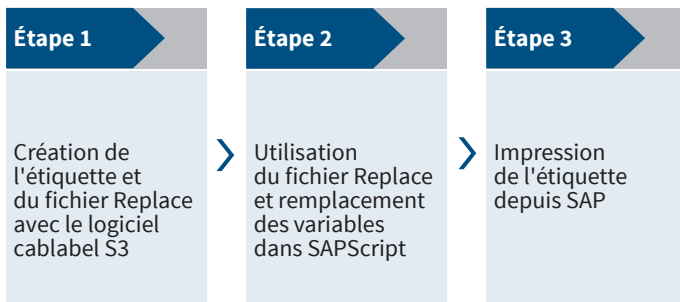 Étape 1
Création de
l'étiquette et
du fichier Replace
avec le logiciel
cablabel S3
Étape 2
Utilisation
du fichier Replace
et remplacement
des variables
dans SAPScript
Étape 3
Impression
de l'étiquette
depuis SAP